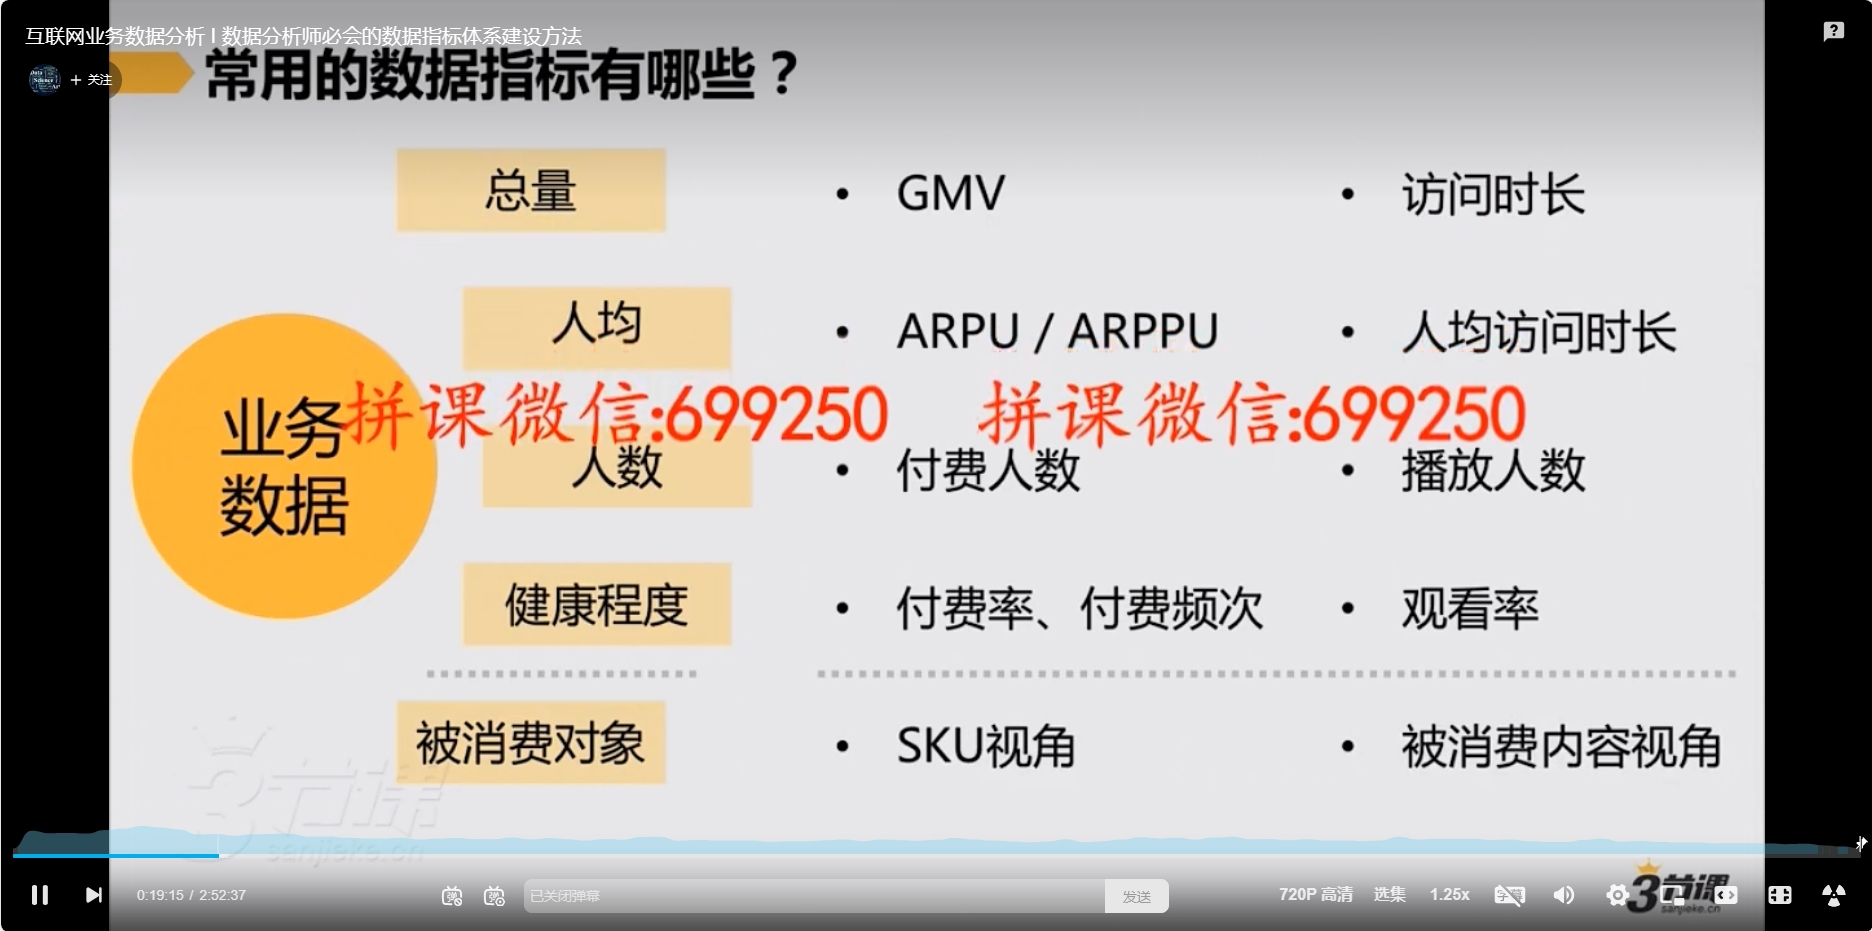 互联网业务数据分析 I 数据分析师必会的数据指标体系建设方法
+ 关注
常用的数据指标有哪些？
总量
• GMV
• 访问时长
人均
• ARPU / ARPPU
• 人均访问时长
业务
数据
拼课微信:699250 拼课微信:699250
人数
• 付费人数
• 播放人数
健康程度
• 付费率、付费频次
• 观看率
被消费对象
• SKU视角
• 被消费内容视角
3节课
sanjieke.cn
0:19:15 / 2:52:37
已关闭弹幕
发送
720P 高清
选集
1.25x
3节课
sanjieke.cn